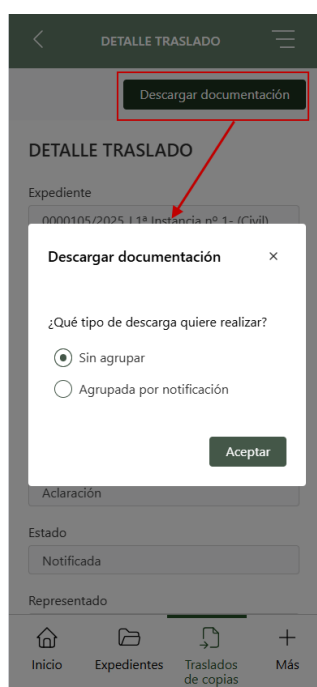 DETALLE TRASLADO
Descargar documentación
DETALLE TRASLADO
Expediente
0000105/2025 | 1ª Instancia nº 1- (Civil)
Descargar documentación
¿Qué tipo de descarga quiere realizar?
Sin agrupar
Agrupada por notificación
Aceptar
Aclaración
Estado
Notificada
Representado
Inicio
Expedientes
Traslados
de copias
Más